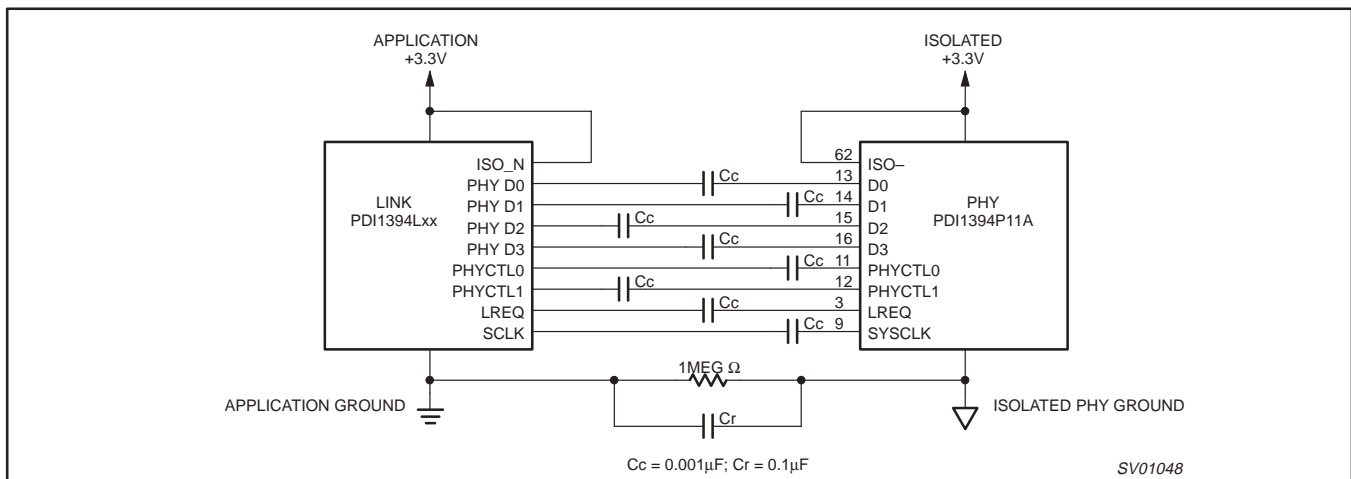 APPLICATION
+3.3V
ISOLATED
+3.3V
ISO_N
62
ISO–
PHY D0
Cc
13
D0
LINK
PHY D1
Cc
14
D1
PHY
PDI1394Lxx
PHY D2
Cc
15
D2
PDI1394P11A
PHY D3
Cc
16
D3
PHYCTL0
Cc
11
PHYCTL0
PHYCTL1
Cc
12
PHYCTL1
LREQ
Cc
3
LREQ
SCLK
Cc
9
SYSCLK
1MEG Ω
APPLICATION GROUND
ISOLATED PHY GROUND
Cr
Cc = 0.001µF; Cr = 0.1µF
SV01048